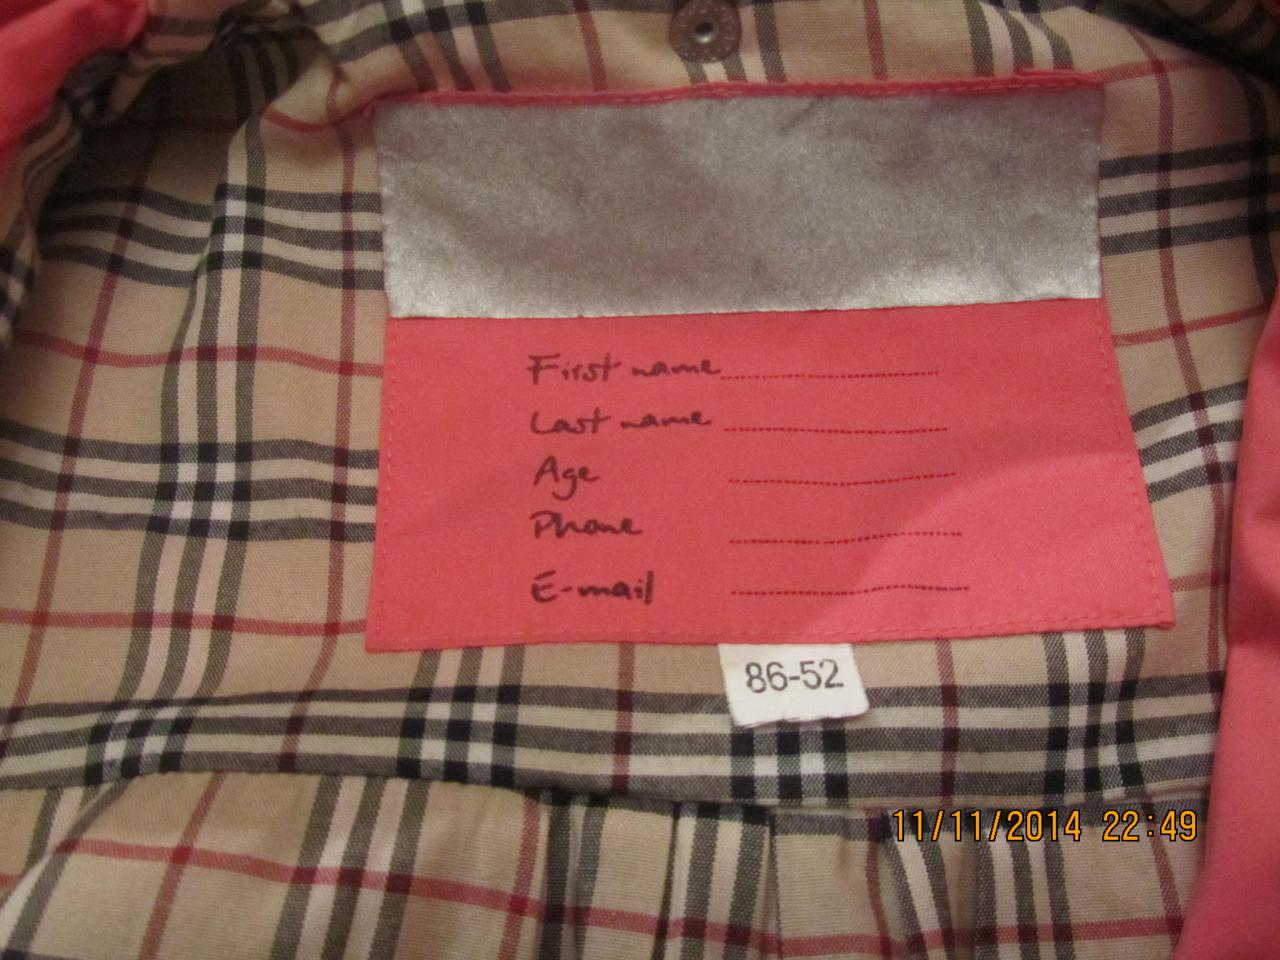 First name
Last name
Age
Phone
E-mail
86-52
11/11/2014 22:49